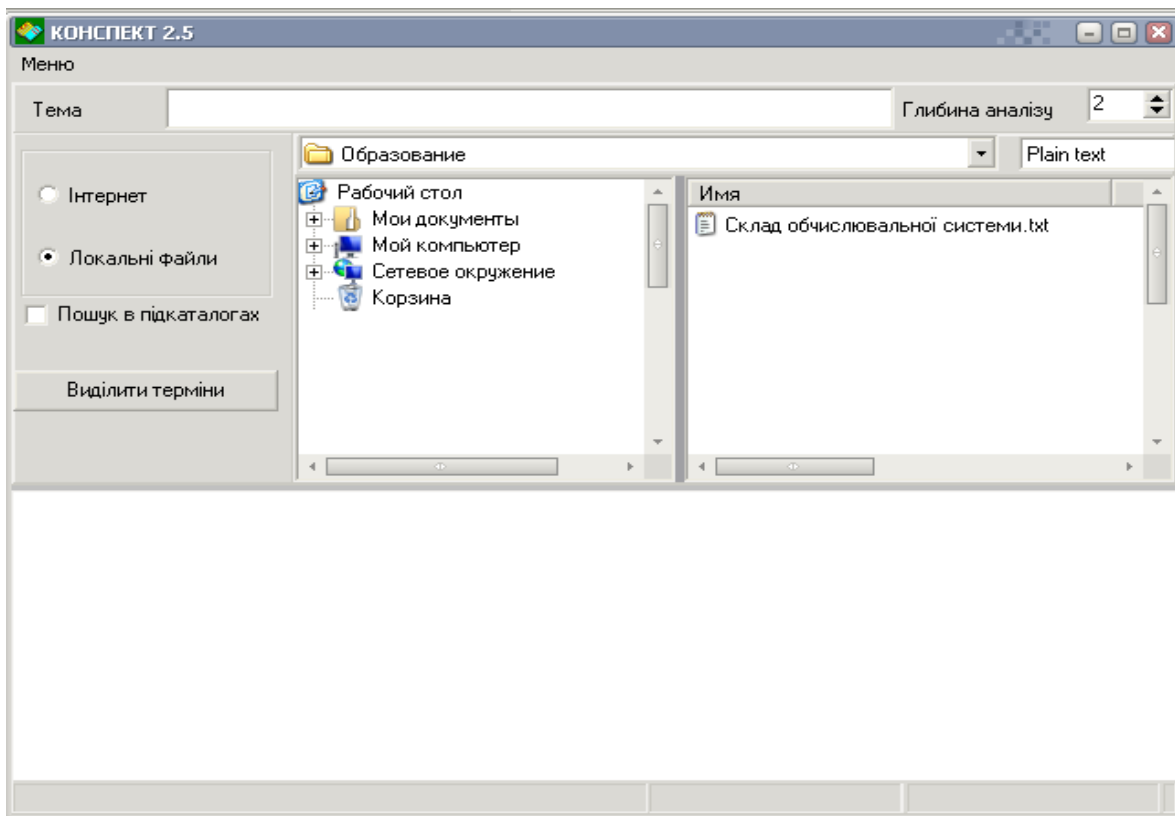 КОНСПЕКТ 2.5
Меню
Тема
Глибина аналізу
2
Образование
Plain text
Інтернет
Локальні файли
Пошук в підкаталогах
Виділити терміни
Рабочий стол
Мои документы
Мой компьютер
Сетевое окружение
Корзина
Имя
Склад обчислювальної системи.txt